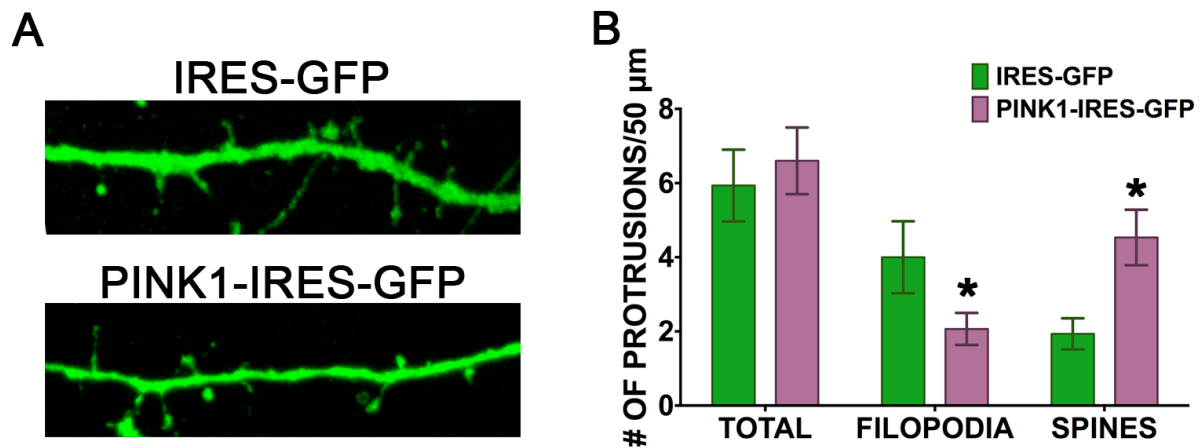 A
IRES-GFP
PINK1-IRES-GFP
B
IRES-GFP
PINK1-IRES-GFP
# OF PROTRUSIONS/50 µm
8
6
4
2
0
*
*
TOTAL
FILOPODIA
SPINES